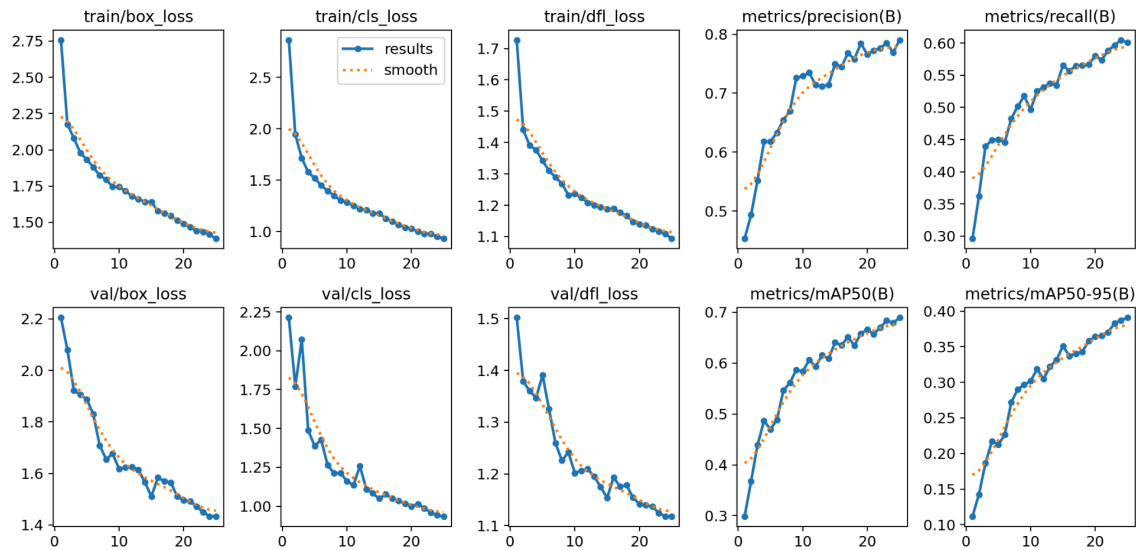 train/box_loss
2.75
2.50
2.25
2.00
1.75
1.50
0 10 20
train/cls_loss
results
smooth
2.5
2.0
1.5
1.0
0 10 20
train/dfl_loss
1.7
1.6
1.5
1.4
1.3
1.2
1.1
0 10 20
metrics/precision(B)
0.8
0.7
0.6
0.5
0 10 20
metrics/recall(B)
0.60
0.55
0.50
0.45
0.40
0.35
0.30
0 10 20
val/box_loss
2.2
2.0
1.8
1.6
1.4
0 10 20
val/cls_loss
2.25
2.00
1.75
1.50
1.25
1.00
0 10 20
val/dfl_loss
1.5
1.4
1.3
1.2
1.1
0 10 20
metrics/mAP50(B)
0.7
0.6
0.5
0.4
0.3
0 10 20
metrics/mAP50-95(B)
0.40
0.35
0.30
0.25
0.20
0.15
0.10
0 10 20